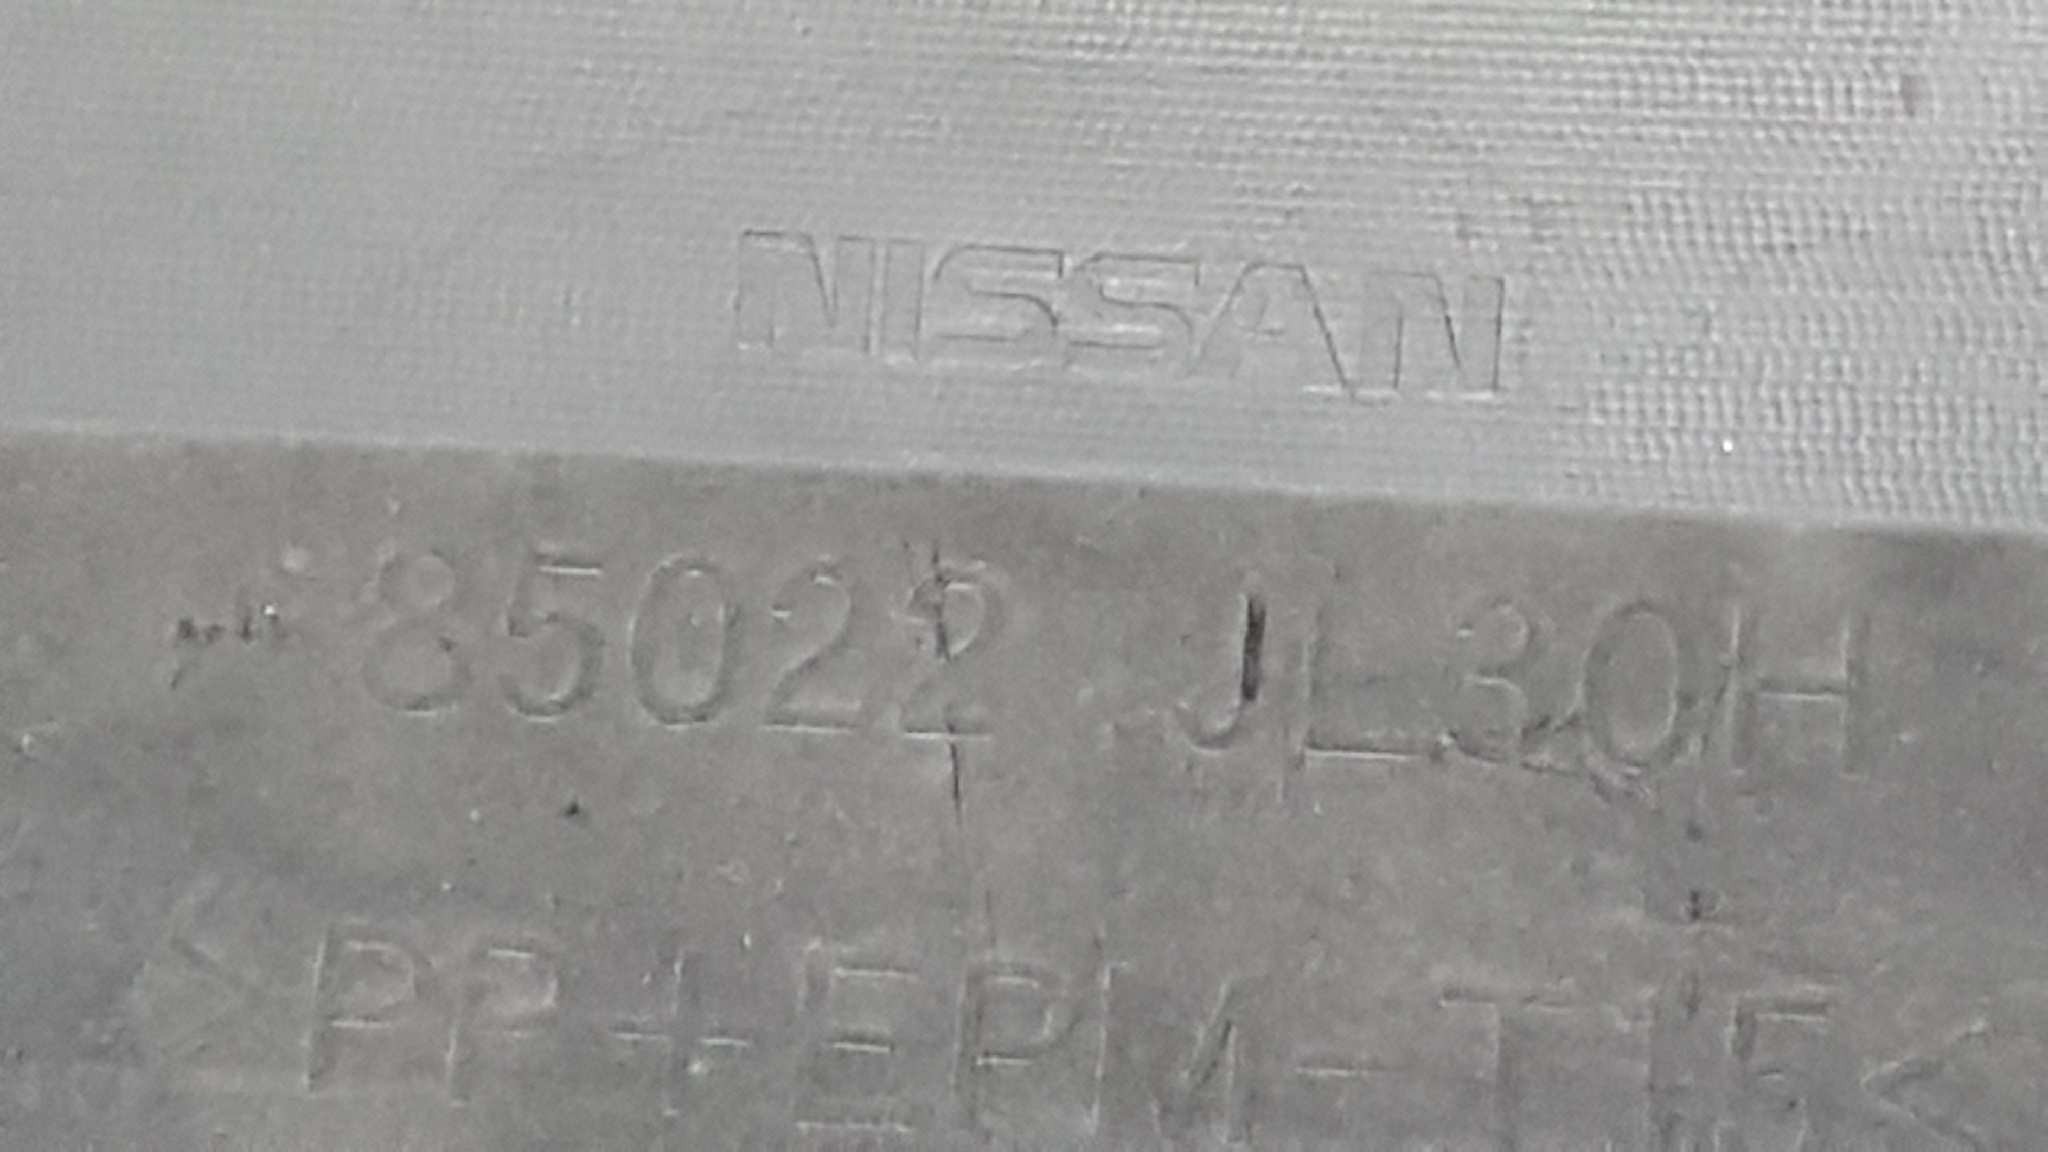 NISSAN
85022 JL30H
>PP+EPM-T15<